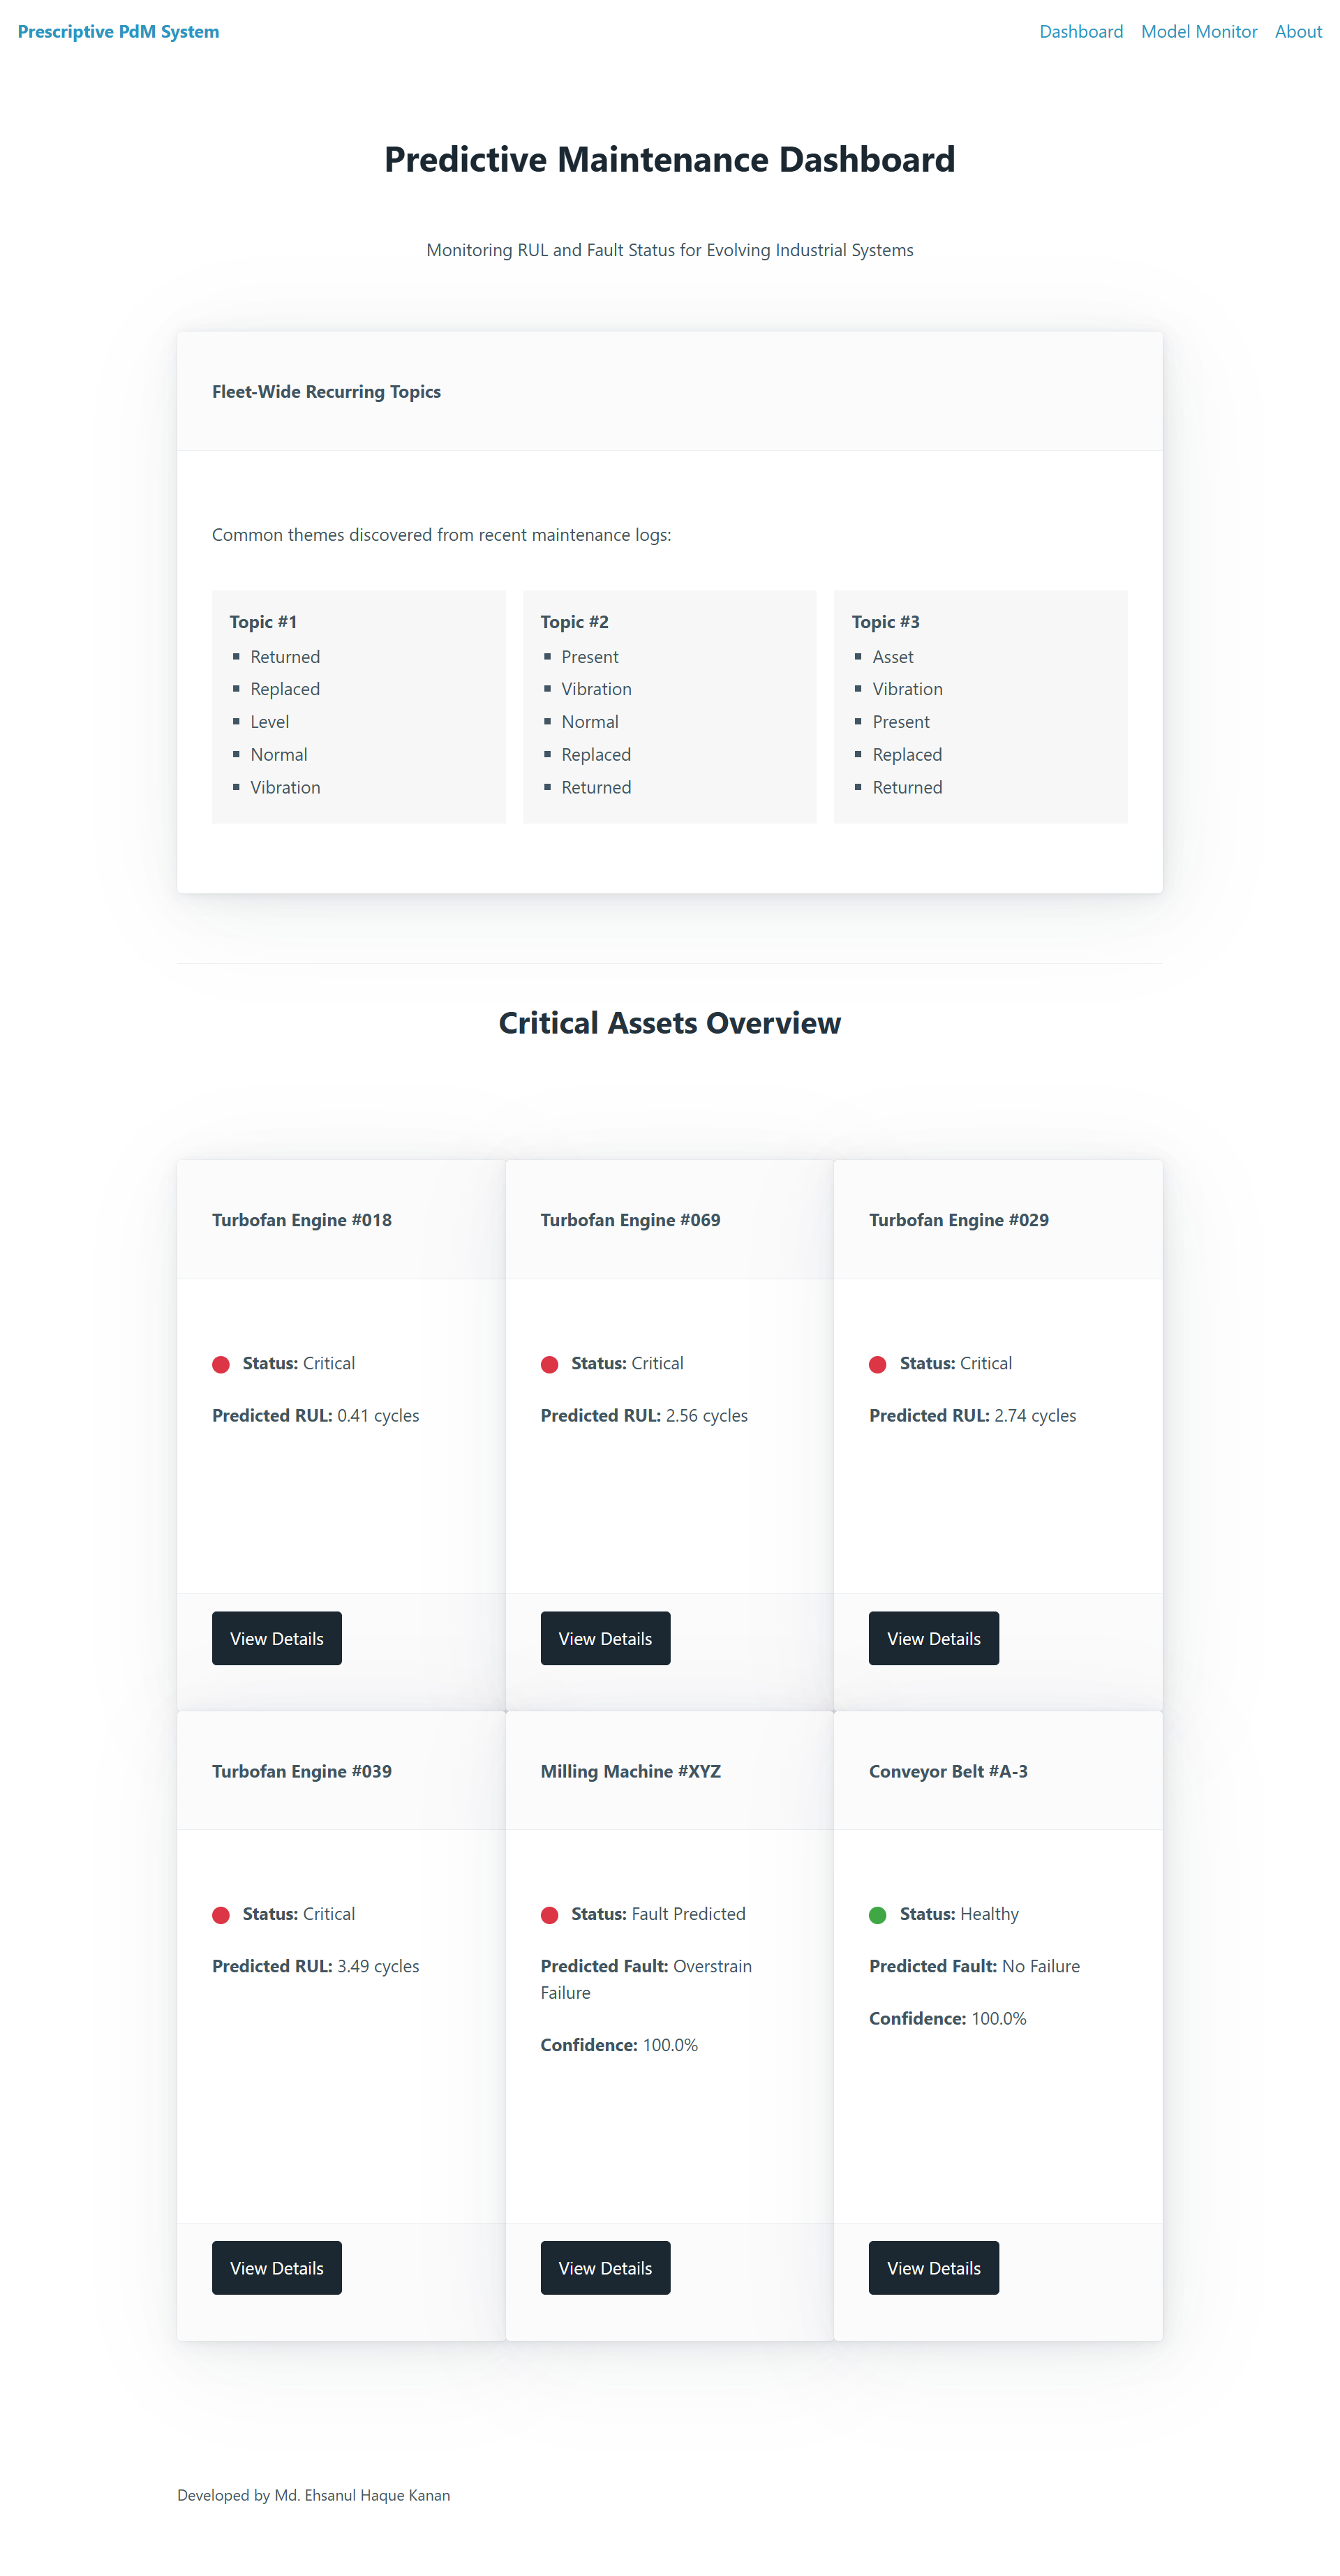 Prescriptive PdM System
Dashboard Model Monitor About
Predictive Maintenance Dashboard
Monitoring RUL and Fault Status for Evolving Industrial Systems
Fleet-Wide Recurring Topics
Common themes discovered from recent maintenance logs:
Topic #1
Returned
Replaced
Level
Normal
Vibration
Topic #2
Present
Vibration
Normal
Replaced
Returned
Topic #3
Asset
Vibration
Present
Replaced
Returned
Critical Assets Overview
Turbofan Engine #018
Status: Critical
Predicted RUL: 0.41 cycles
View Details
Turbofan Engine #069
Status: Critical
Predicted RUL: 2.56 cycles
View Details
Turbofan Engine #029
Status: Critical
Predicted RUL: 2.74 cycles
View Details
Turbofan Engine #039
Status: Critical
Predicted RUL: 3.49 cycles
View Details
Milling Machine #XYZ
Status: Fault Predicted
Predicted Fault: Overstrain
Failure
Confidence: 100.0%
View Details
Conveyor Belt #A-3
Status: Healthy
Predicted Fault: No Failure
Confidence: 100.0%
View Details
Developed by Md. Ehsanul Haque Kanan